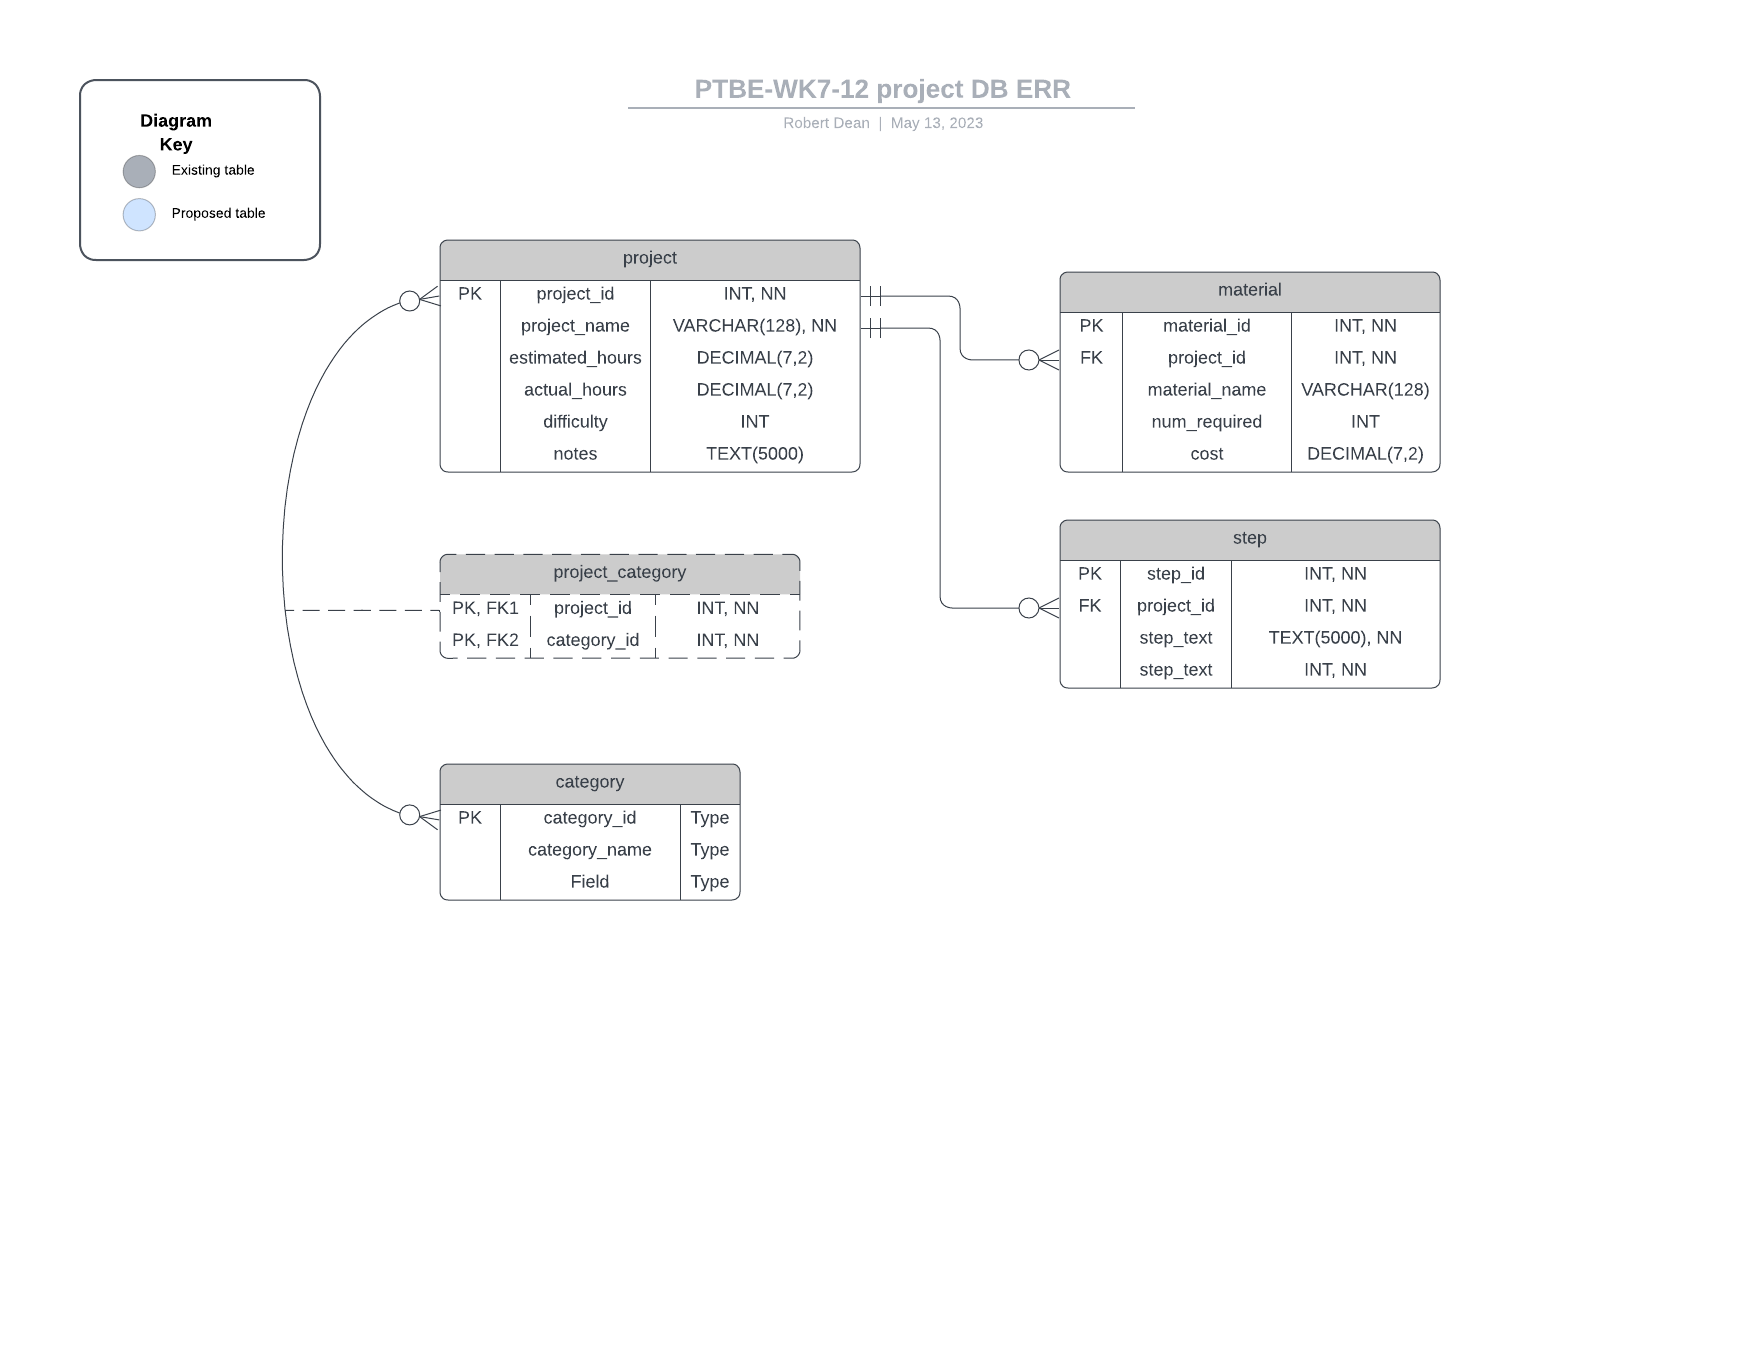 PTBE-WK7-12 project DB ERR
Robert Dean | May 13, 2023
Diagram
Key
Existing table
Proposed table
project
PK project_id INT, NN
project_name VARCHAR(128), NN
estimated_hours DECIMAL(7,2)
actual_hours DECIMAL(7,2)
difficulty INT
notes TEXT(5000)
material
PK material_id INT, NN
FK project_id INT, NN
material_name VARCHAR(128)
num_required INT
cost DECIMAL(7,2)
project_category
PK, FK1 project_id INT, NN
PK, FK2 category_id INT, NN
step
PK step_id INT, NN
FK project_id INT, NN
step_text TEXT(5000), NN
step_text INT, NN
category
PK category_id Type
category_name Type
Field Type